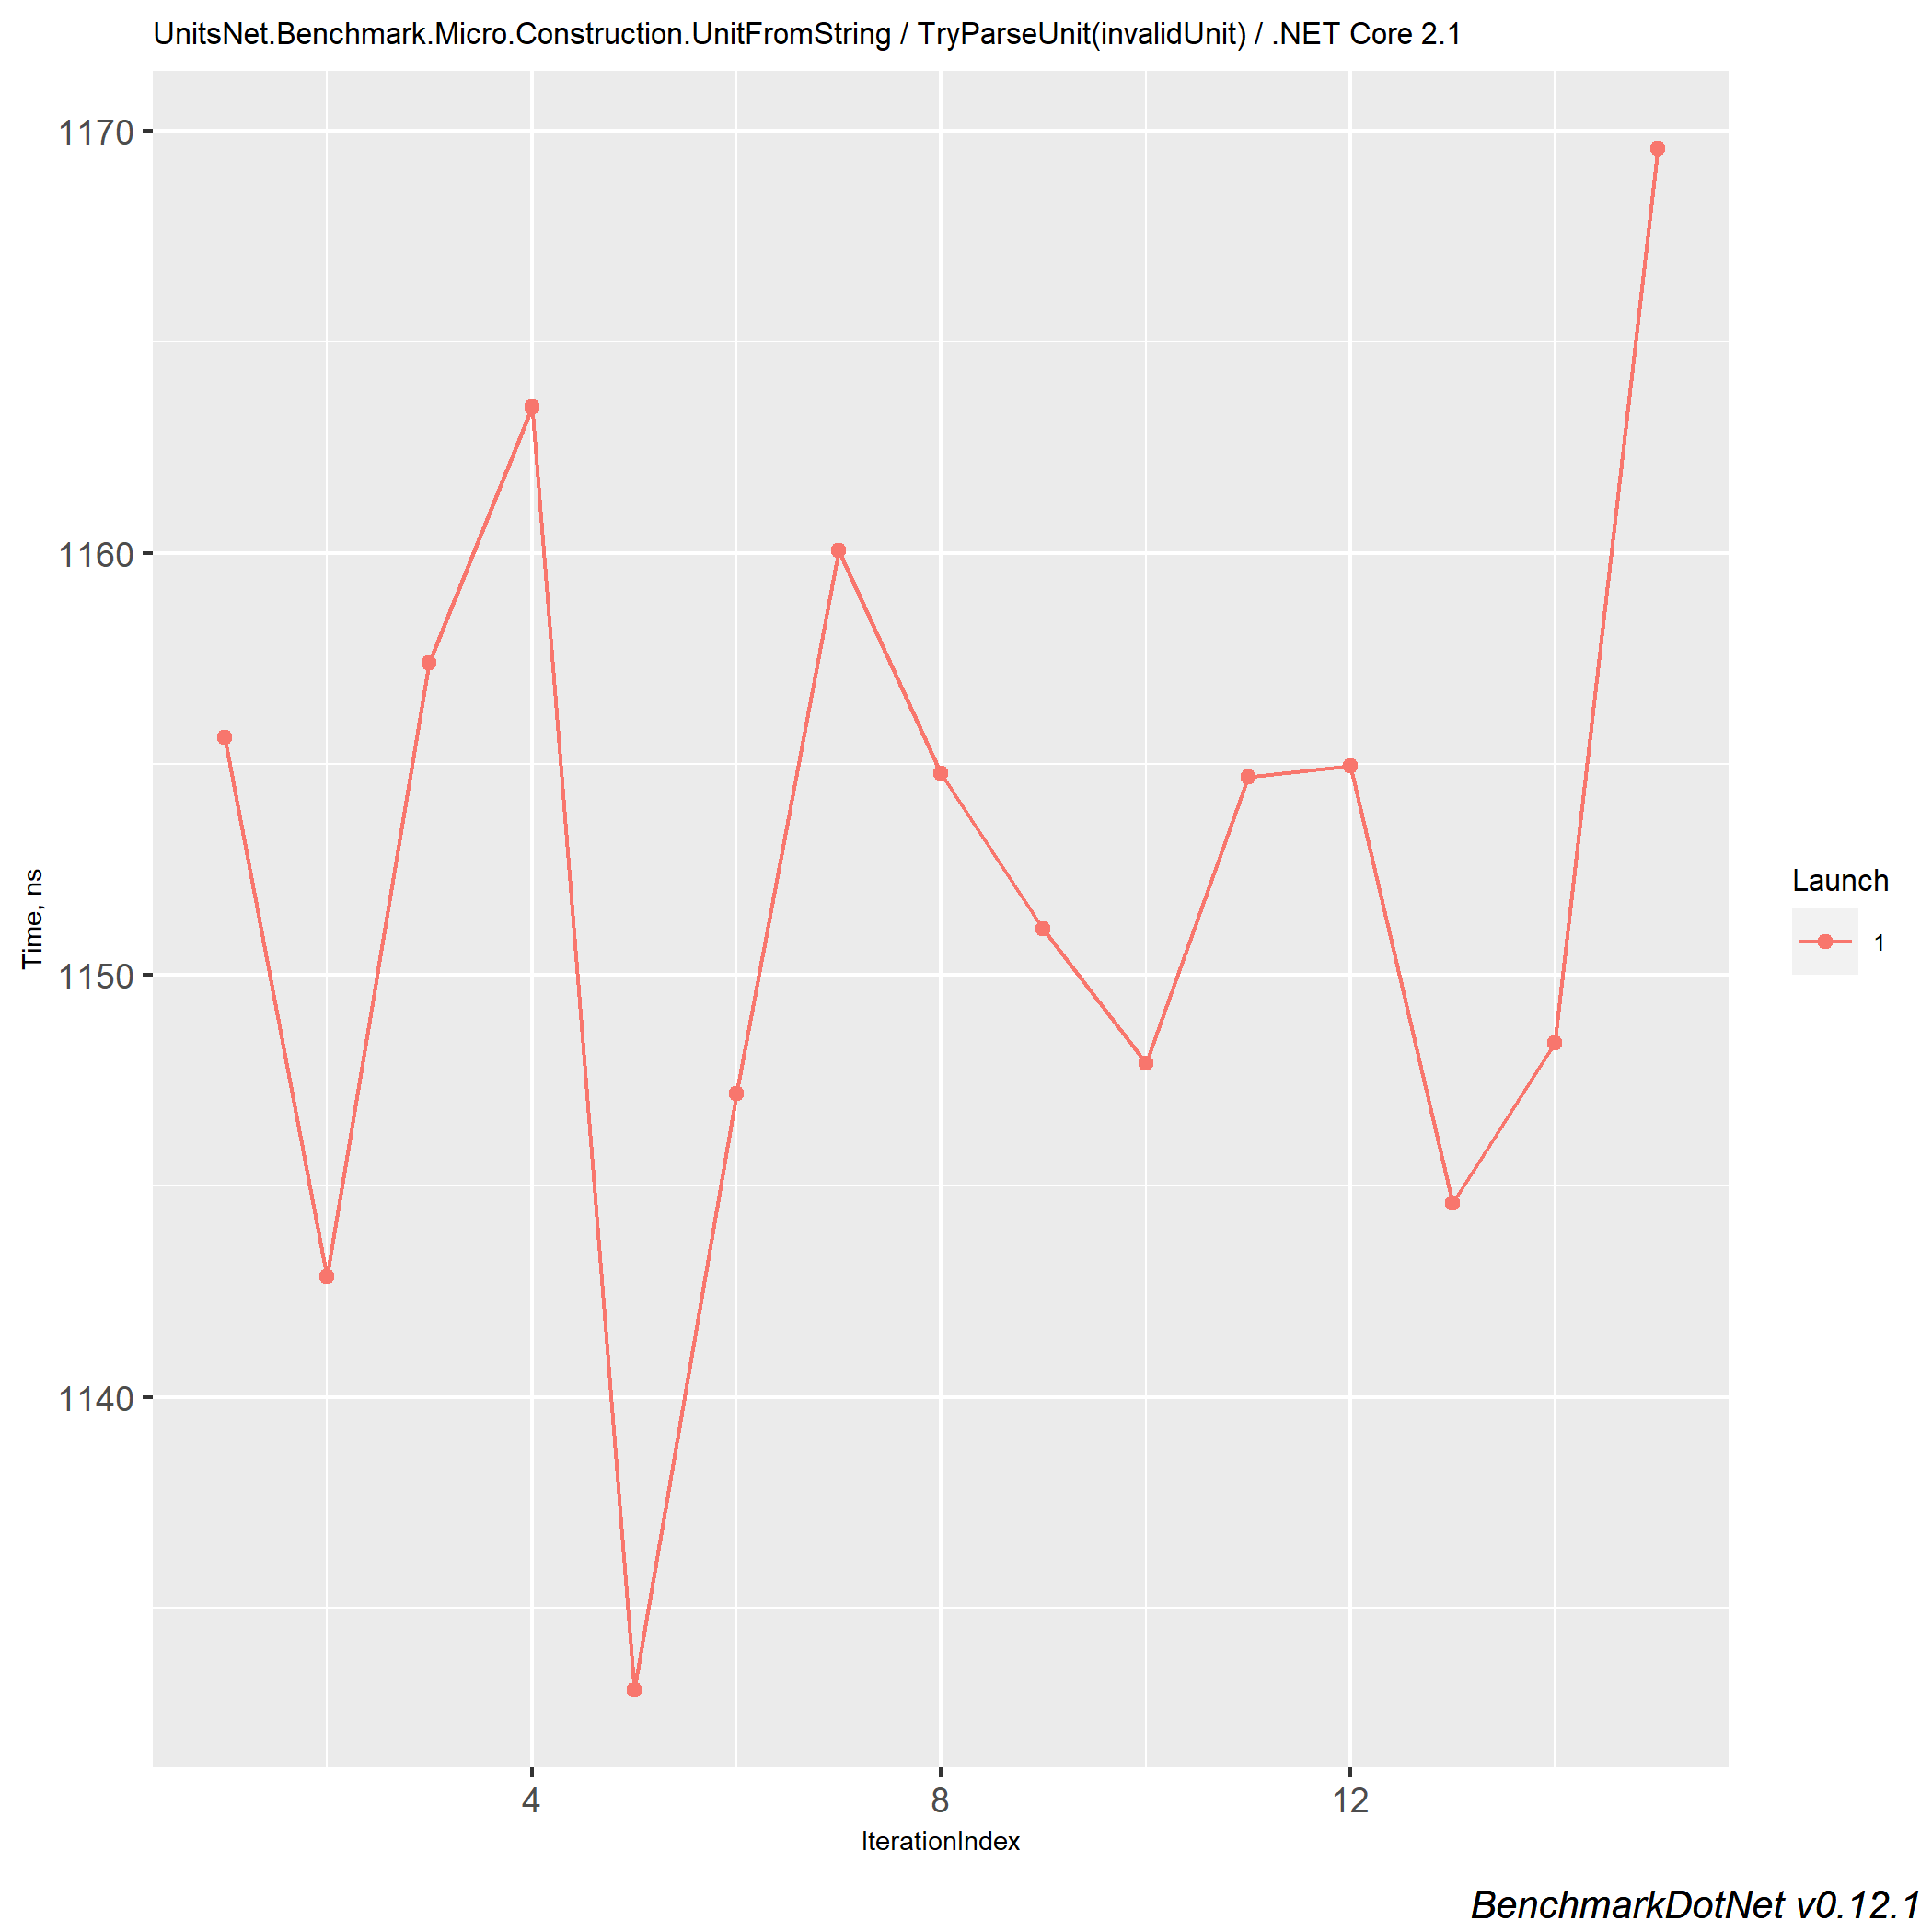 UnitsNet.Benchmark.Micro.Construction.UnitFromString / TryParseUnit(invalidUnit) / .NET Core 2.1
1170
1160
1150
1140
Time, ns
4
8
12
IterationIndex
Launch
1
BenchmarkDotNet v0.12.1